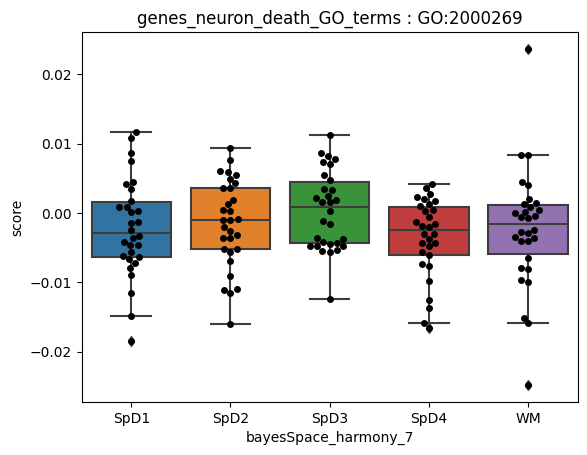 genes_neuron_death_GO_terms : GO:2000269
0.02
0.01
0.00
−0.01
−0.02
score
SpD1 SpD2 SpD3 SpD4 WM
bayesSpace_harmony_7